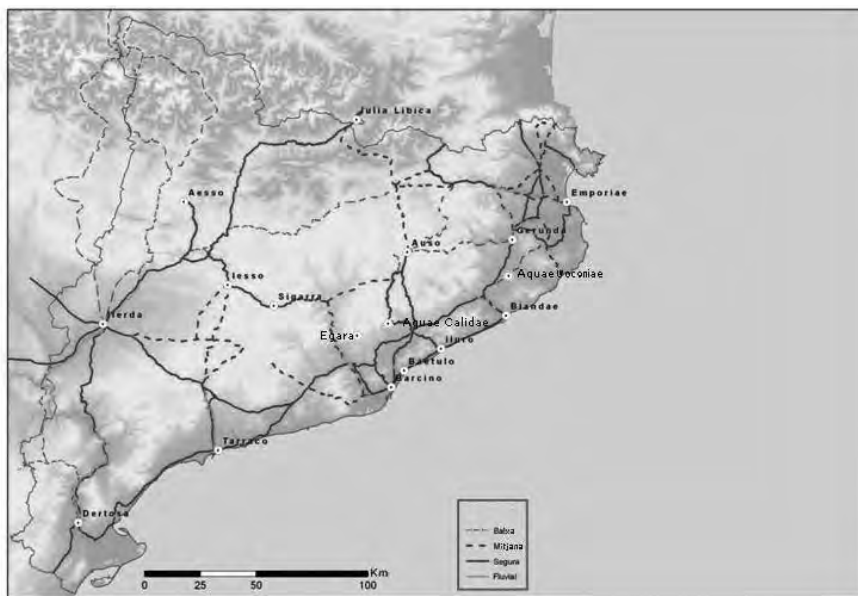 Julia Libica
Aesso
Emporiae
Gerunda
Auso
Aquae Voconiae
Iesso
Sigarra
Blandae
Ilerda
Aquae Calidae
Egara
Iluro
Baetulo
Barcino
Tarraco
Dertosa
Baixa
Mitjana
Segura
Fluvial
Km
0 25 50 100